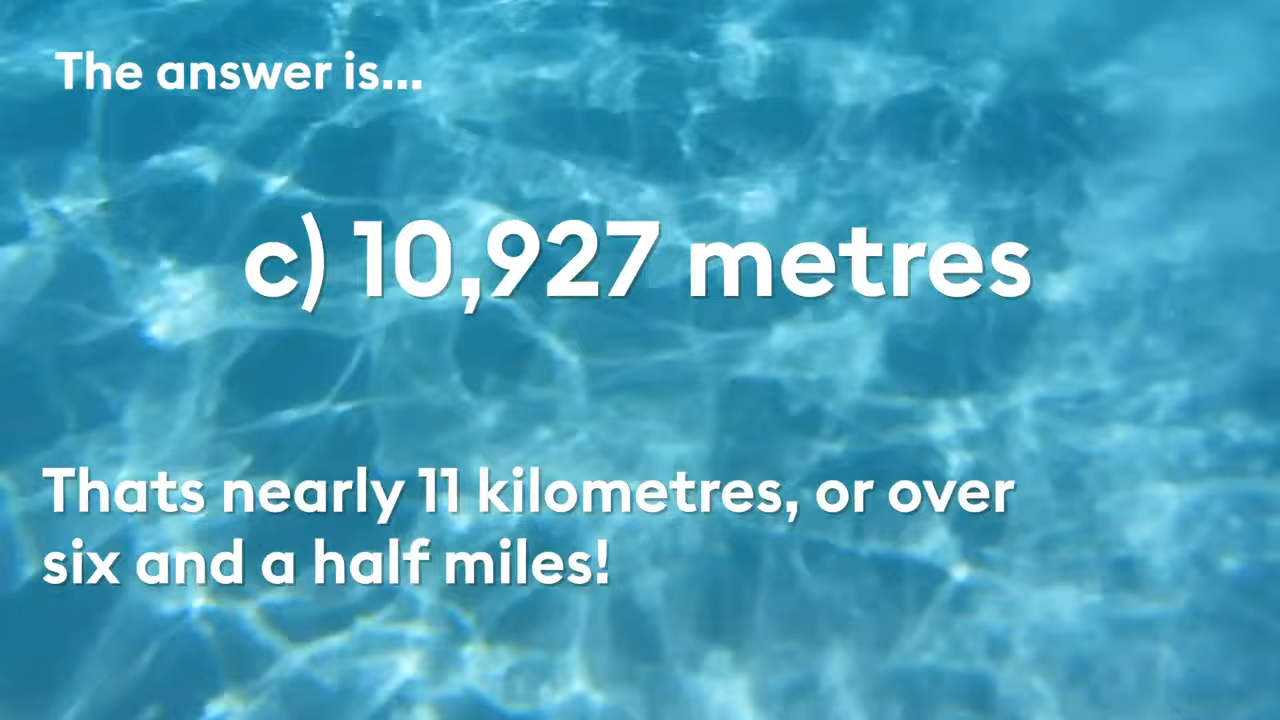 The answer is...
c) 10,927 metres
Thats nearly 11 kilometres, or over
six and a half miles!